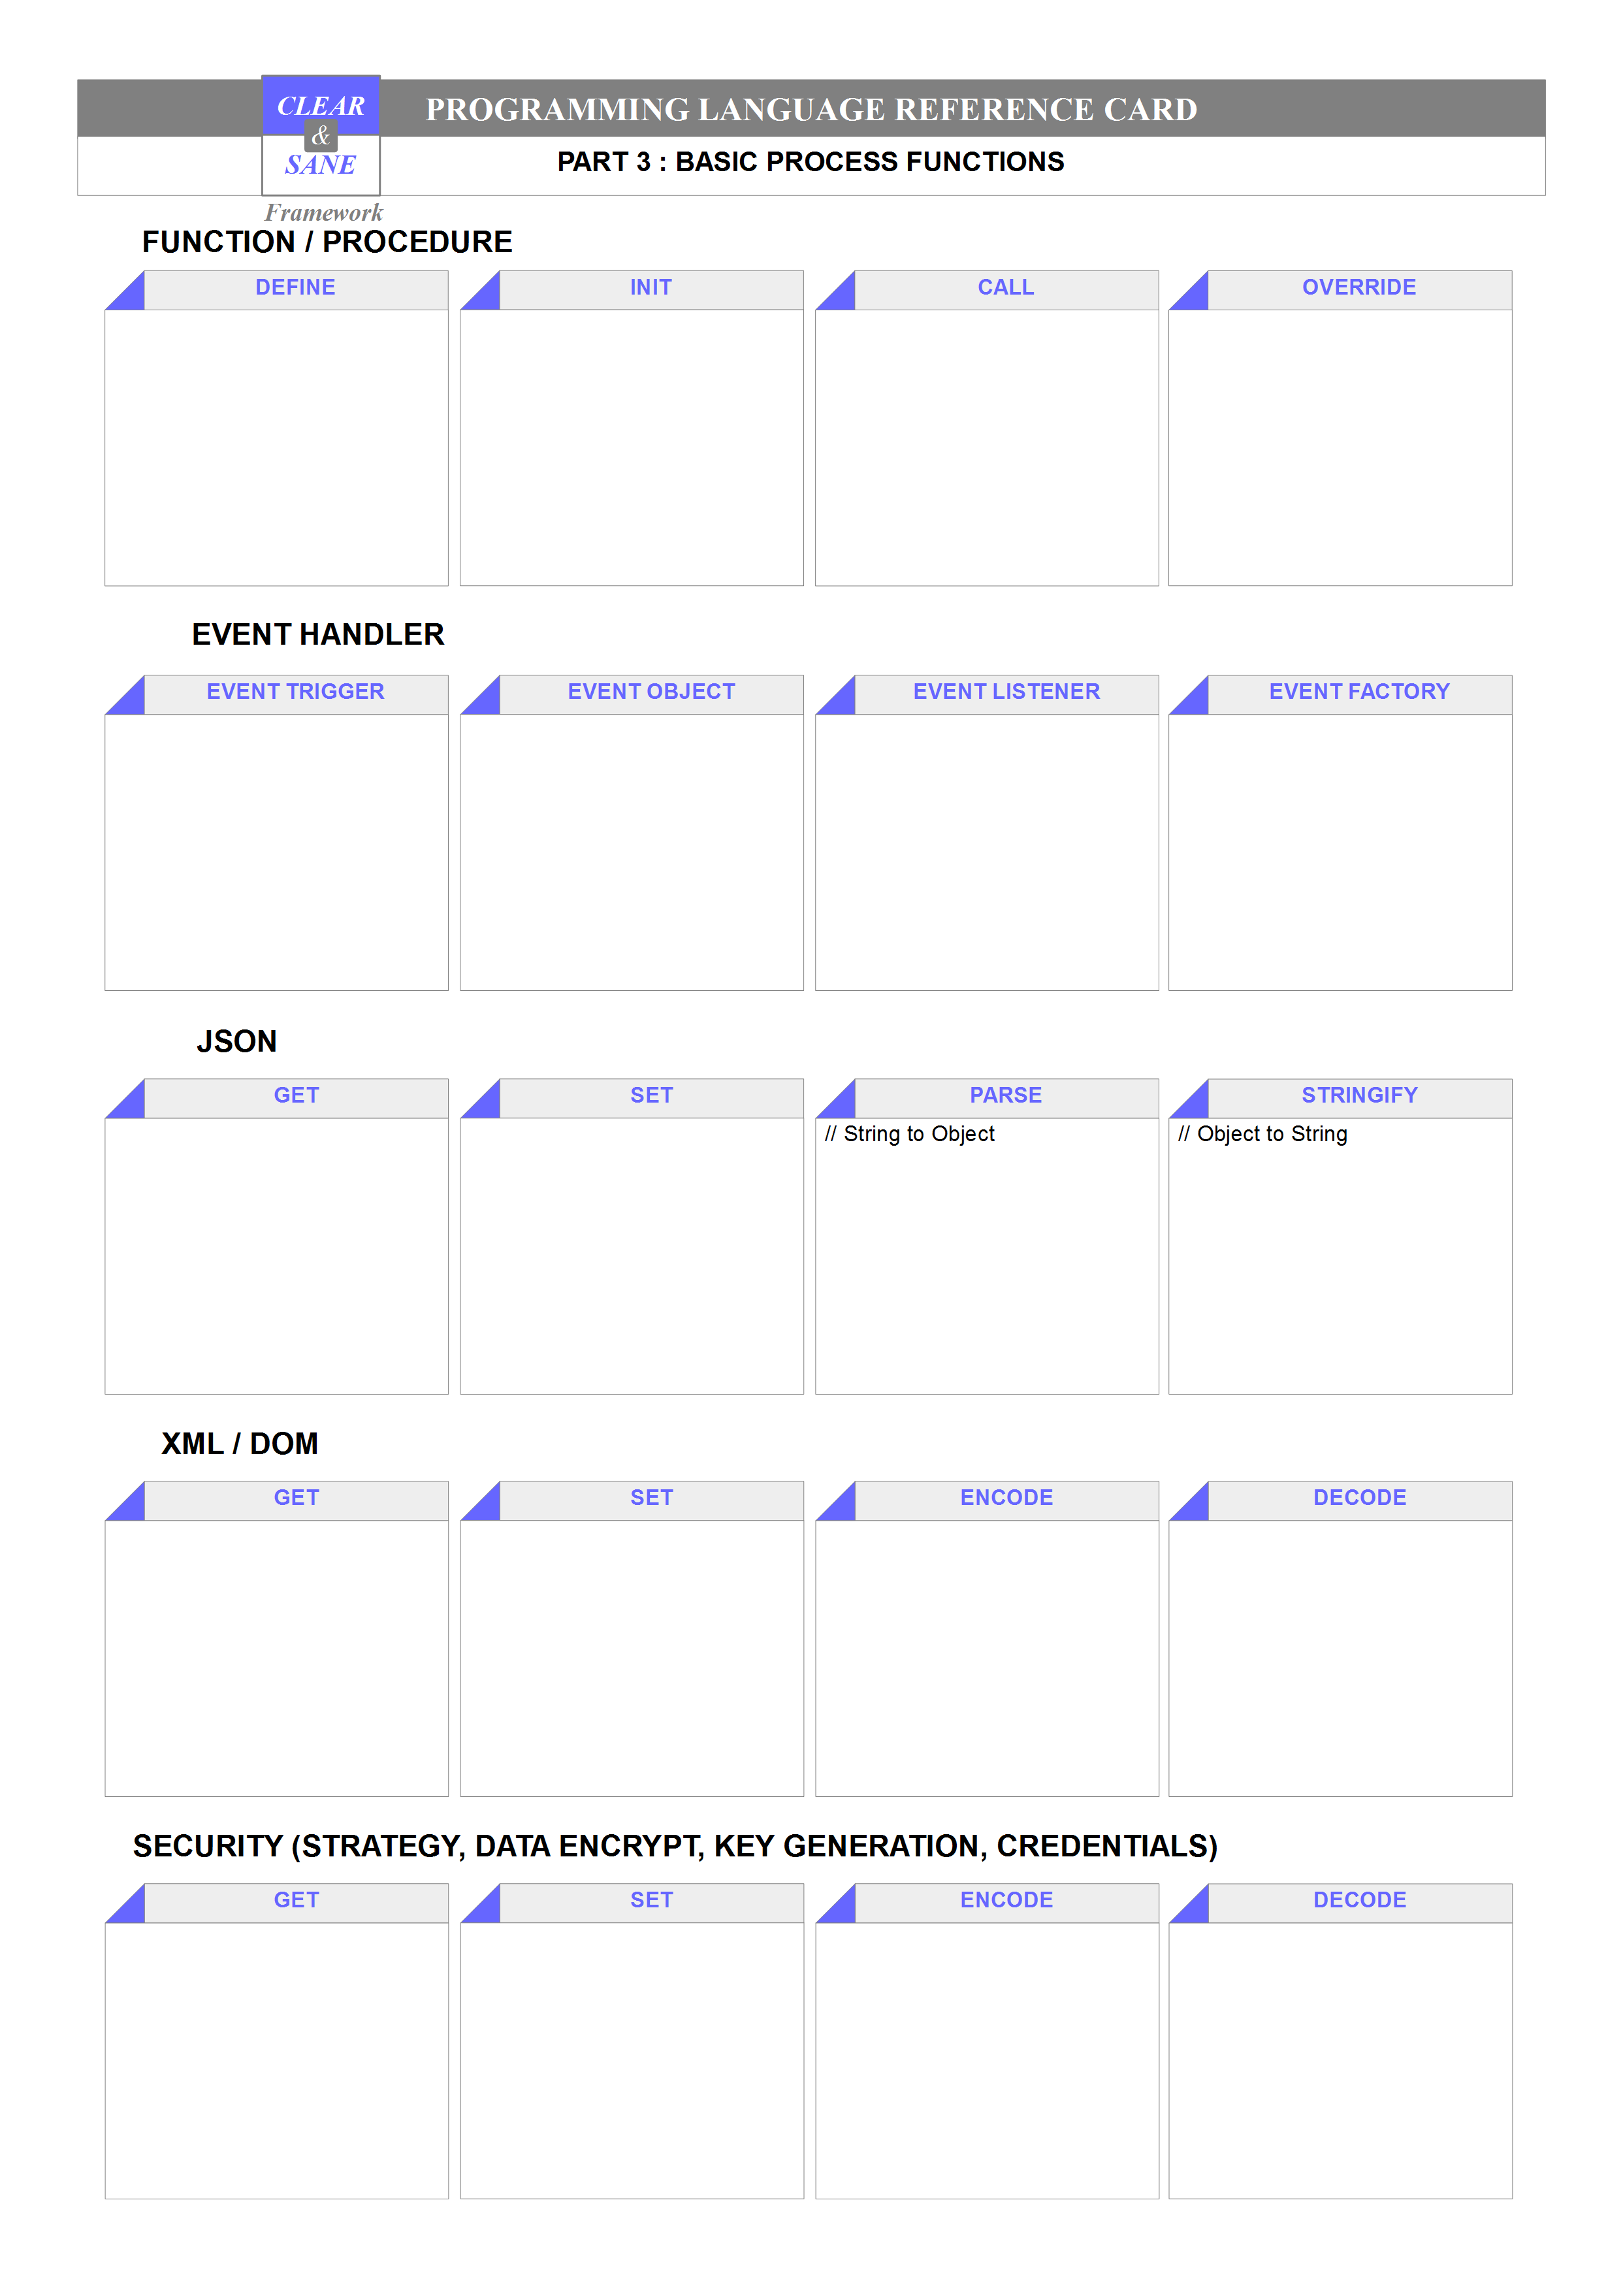 CLEAR
&
SANE
Framework
PROGRAMMING LANGUAGE REFERENCE CARD
PART 3 : BASIC PROCESS FUNCTIONS
FUNCTION / PROCEDURE
DEFINE
INIT
CALL
OVERRIDE
EVENT HANDLER
EVENT TRIGGER
EVENT OBJECT
EVENT LISTENER
EVENT FACTORY
JSON
GET
SET
PARSE
STRINGIFY
// String to Object
// Object to String
XML / DOM
GET
SET
ENCODE
DECODE
SECURITY (STRATEGY, DATA ENCRYPT, KEY GENERATION, CREDENTIALS)
GET
SET
ENCODE
DECODE